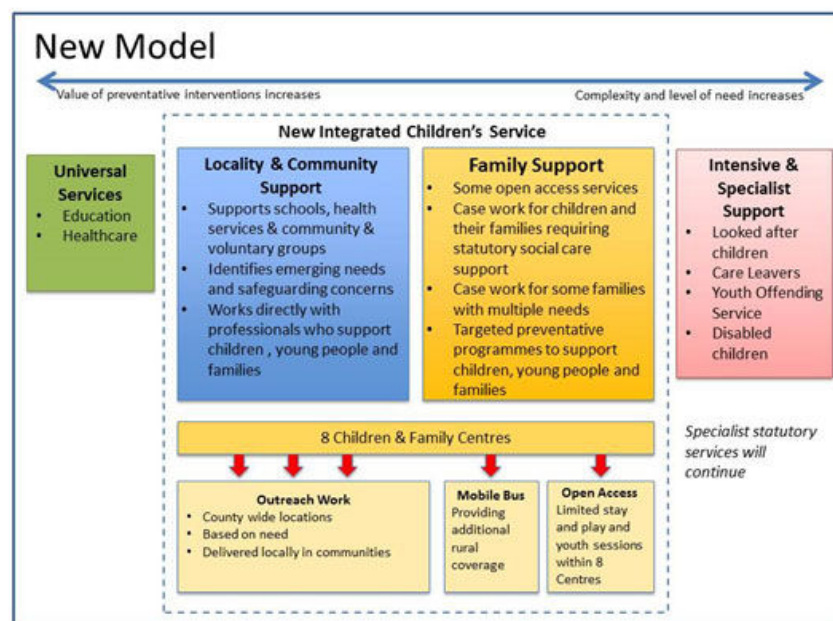 New Model
Value of preventative interventions increases
Complexity and level of need increases
New Integrated Children's Service
Universal
Services
• Education
• Healthcare
Locality & Community
Support
• Supports schools, health
services & community &
voluntary groups
• Identifies emerging needs
and safeguarding concerns
• Works directly with
professionals who support
children , young people and
families
Family Support
• Some open access services
• Case work for children and
their families requiring
statutory social care
support
• Case work for some families
with multiple needs
• Targeted preventative
programmes to support
children, young people and
families
Intensive &
Specialist
Support
• Looked after
children
• Care Leavers
• Youth Offending
Service
• Disabled
children
8 Children & Family Centres
Specialist statutory
services will
continue
Outreach Work
• County wide locations
• Based on need
• Delivered locally in communities
Mobile Bus
Providing
additional
rural
coverage
Open Access
Limited stay
and play and
youth sessions
within 8
Centres